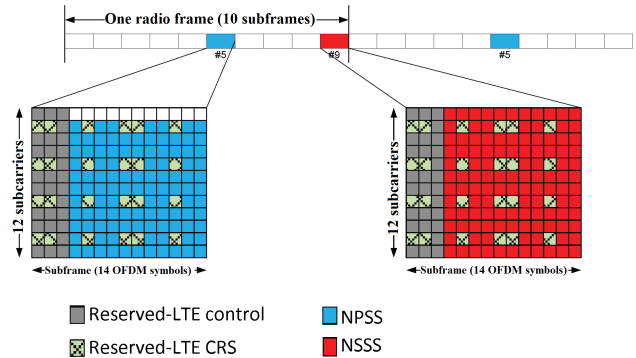 One radio frame (10 subframes)
#5
#9
#5
12 subcarriers
12 subcarriers
Subframe (14 OFDM symbols)
Subframe (14 OFDM symbols)
Reserved-LTE control
NPSS
Reserved-LTE CRS
NSSS